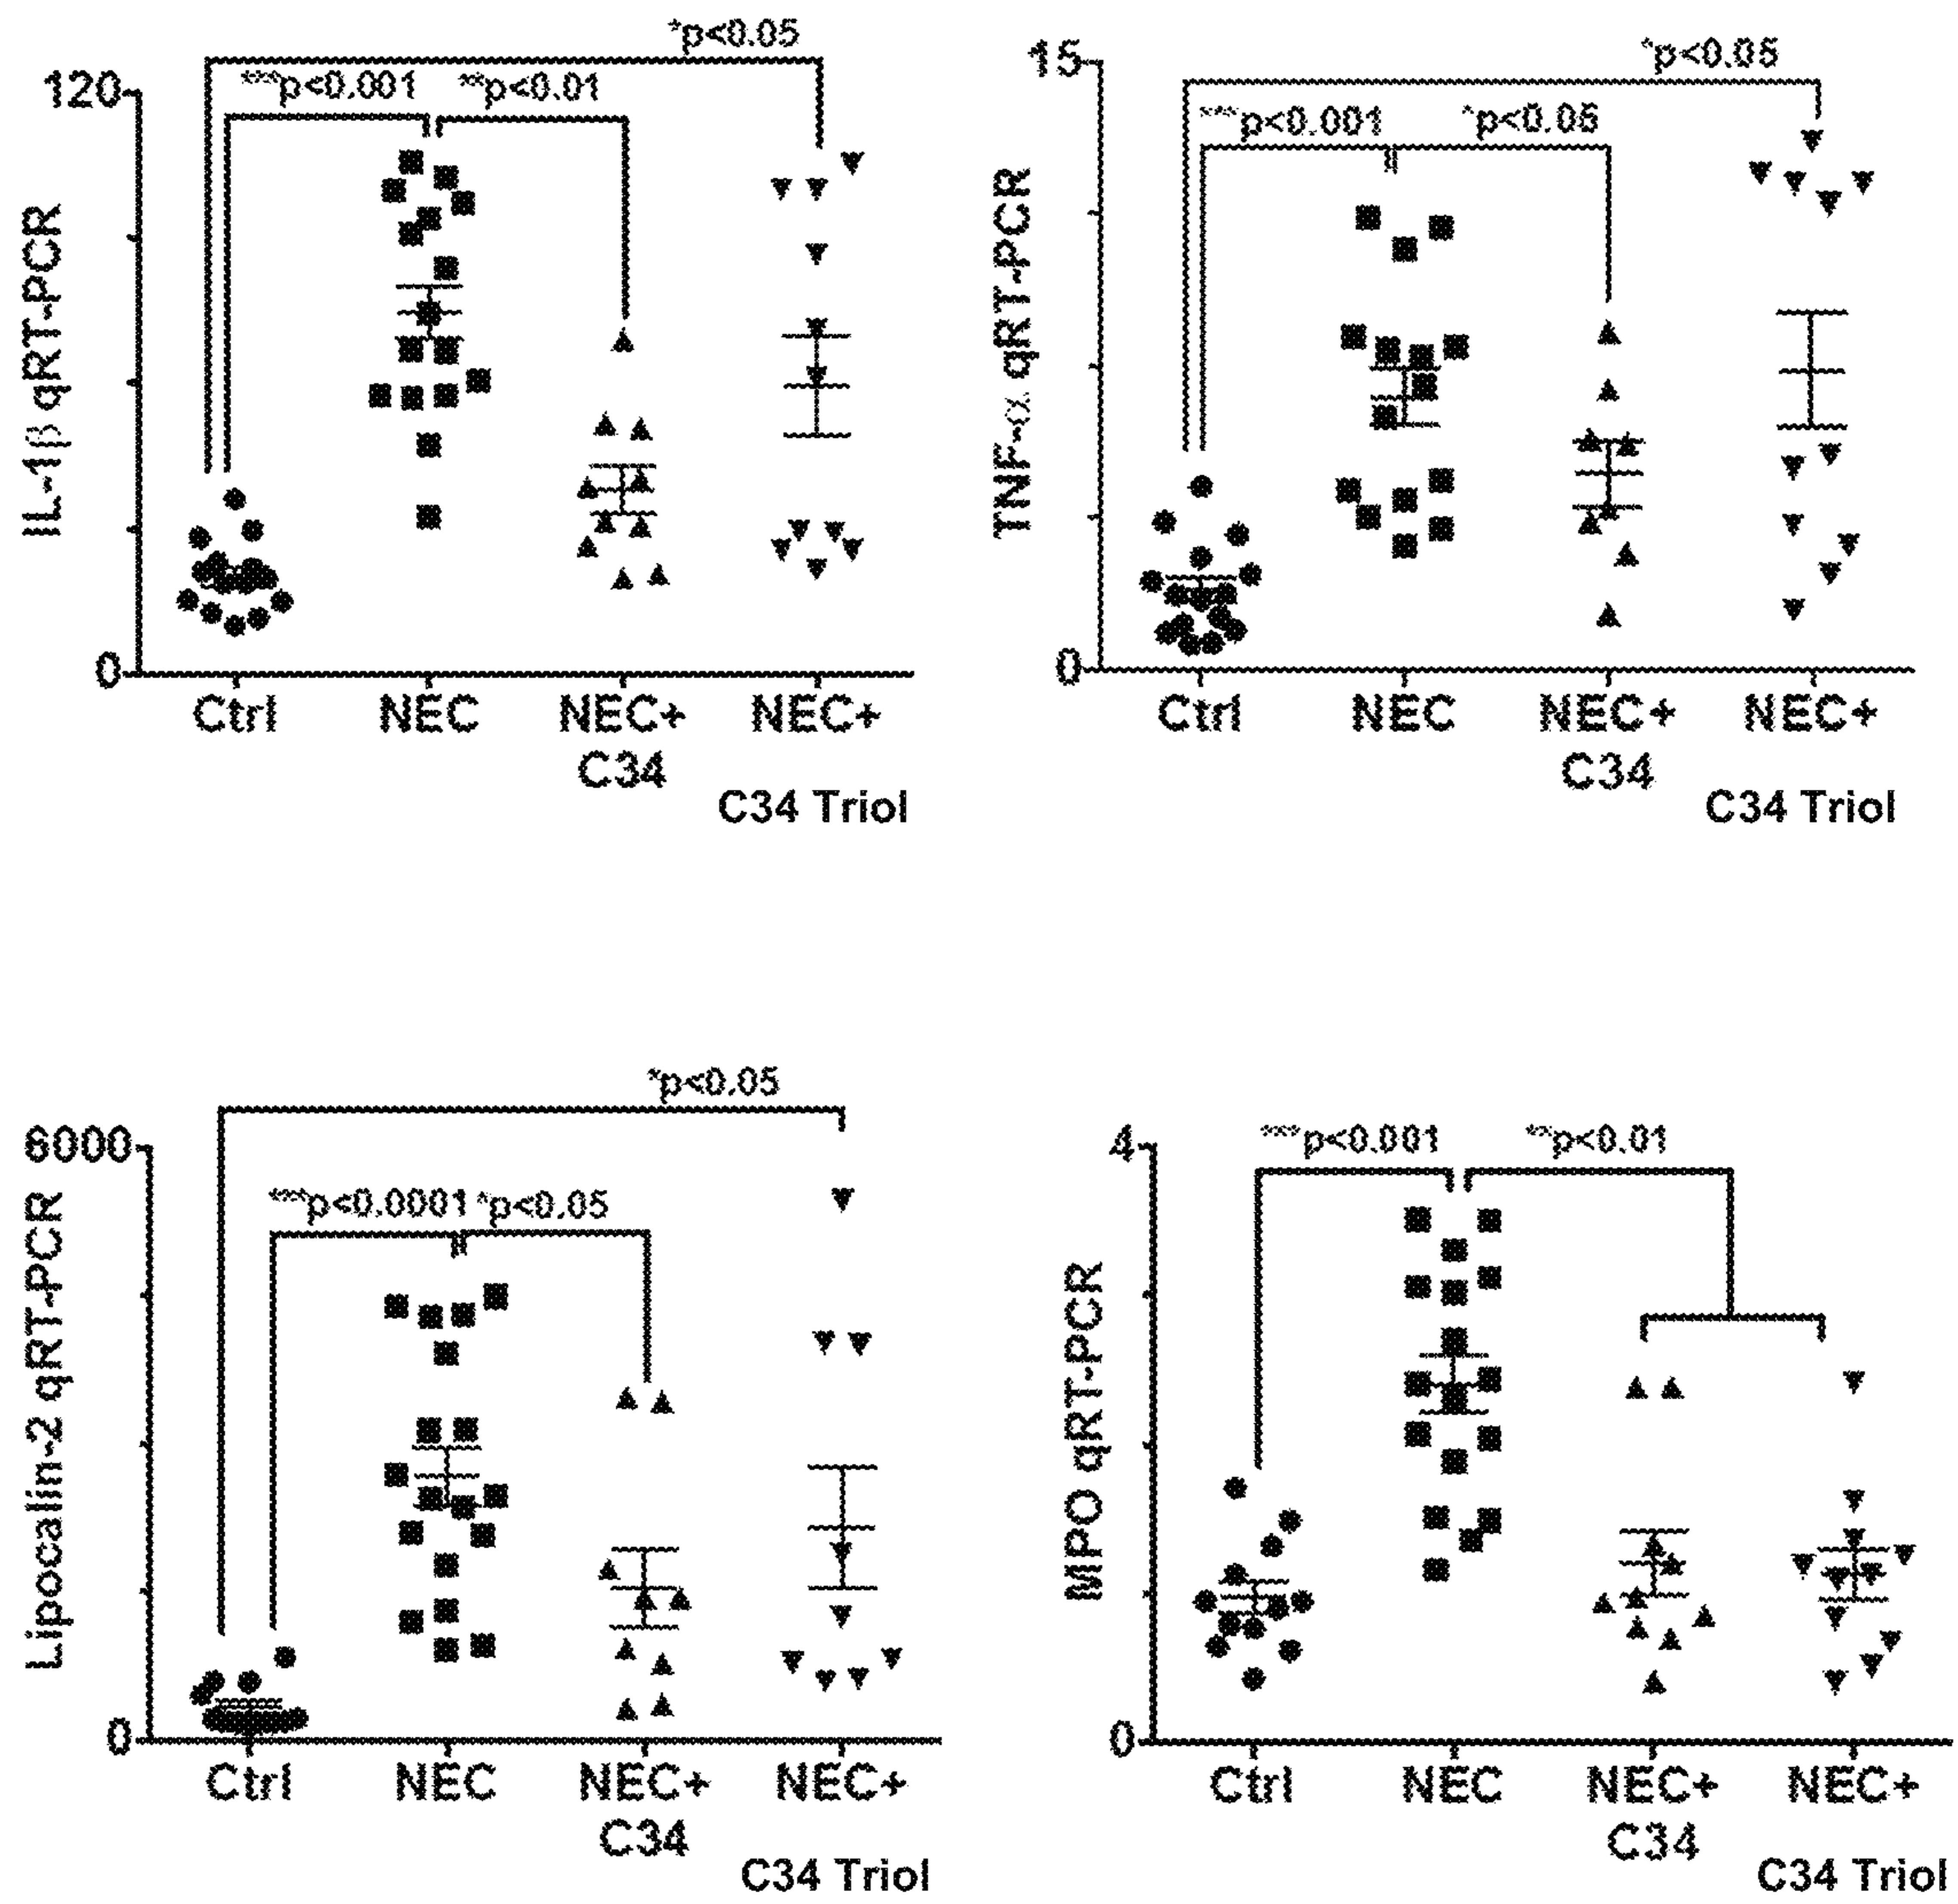 *p<0.05
***p<0.001 **p<0.01
120
IL-1β qRT-PCR
0
Ctrl NEC NEC+ NEC+
C34
C34 Triol
*p<0.05
15
***p<0.001 *p<0.05
TNF-α qRT-PCR
0
Ctrl NEC NEC+ NEC+
C34
C34 Triol
*p<0.05
6000
***p<0.0001 *p<0.05
Lipocalin-2 qRT-PCR
0
Ctrl NEC NEC+ NEC+
C34
C34 Triol
***p<0.001 **p<0.01
4
MPO qRT-PCR
0
Ctrl NEC NEC+ NEC+
C34
C34 Triol